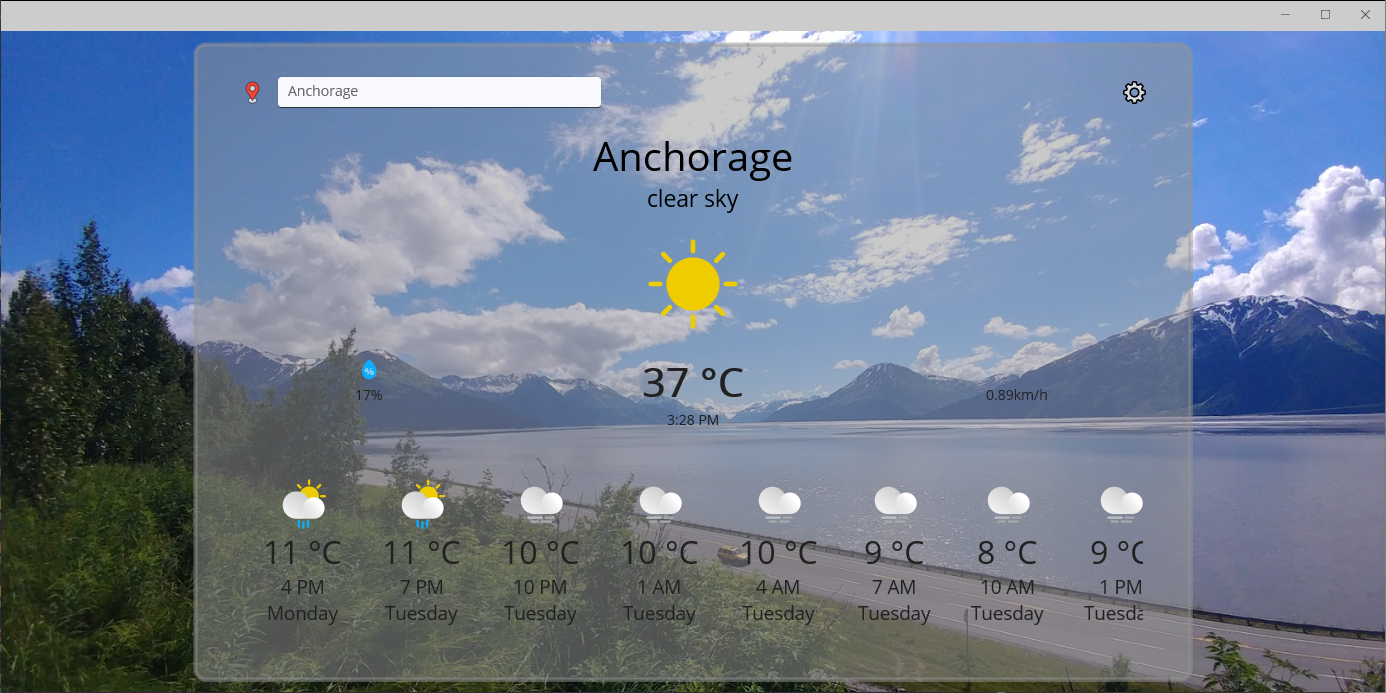 Anchorage
Anchorage
clear sky
%
17%
37 °C
3:28 PM
0.89km/h
11 °C 11 °C 10 °C 10 °C 10 °C 9 °C 8 °C 9 °C
4 PM 7 PM 10 PM 1 AM 4 AM 7 AM 10 AM 1 PM
Monday Tuesday Tuesday Tuesday Tuesday Tuesday Tuesday Tuesda